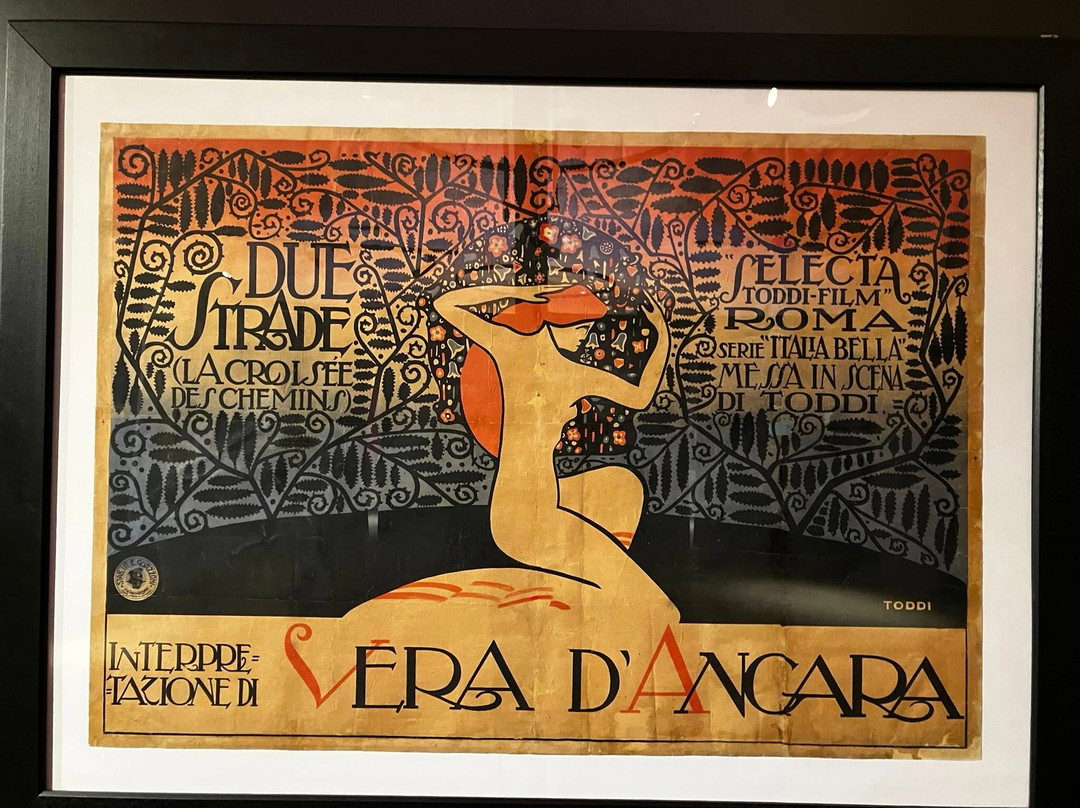 DUE
STRADE
(LA CROISÉE
DES CHEMINS)
"SELECTA
TODDI-FILM"
ROMA
SERIE "ITALIA BELLA"
MESSA IN SCENA
DI TODDI
TODDI
INTERPRE=
=TAZIONE DI
VERA D'ANGARA